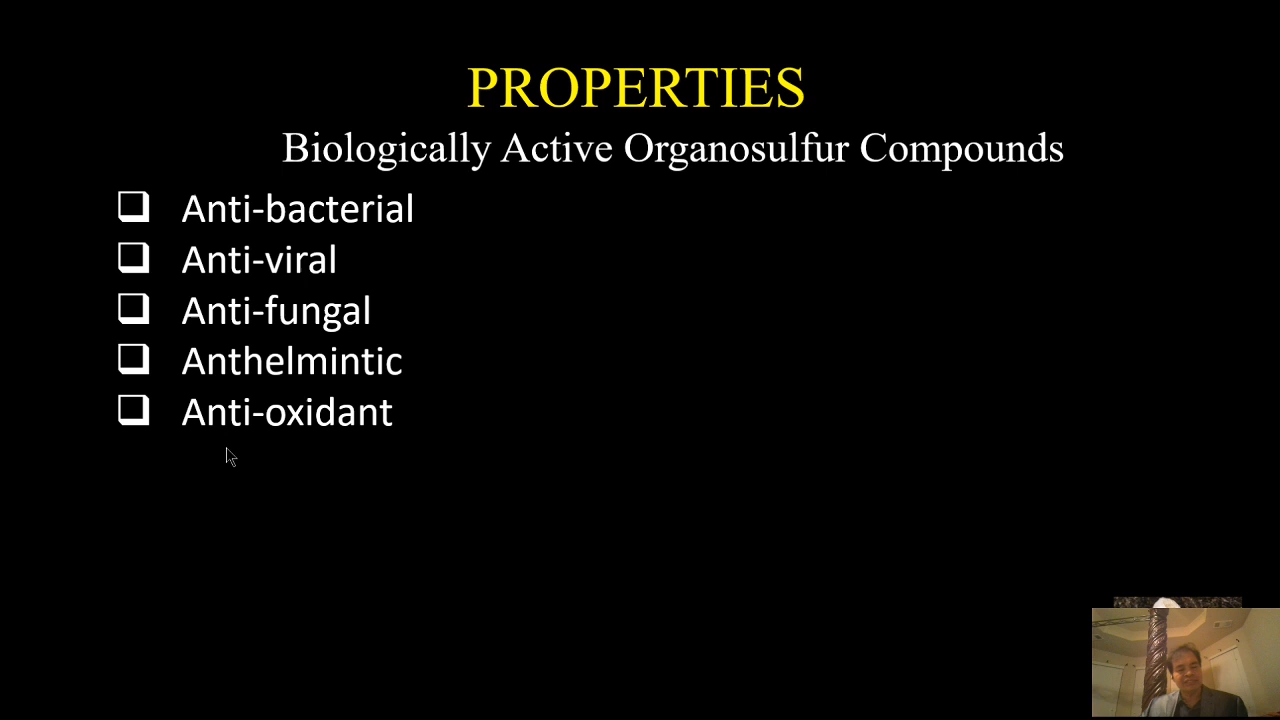 PROPERTIES
Biologically Active Organosulfur Compounds
Anti-bacterial
Anti-viral
Anti-fungal
Anthelmintic
Anti-oxidant